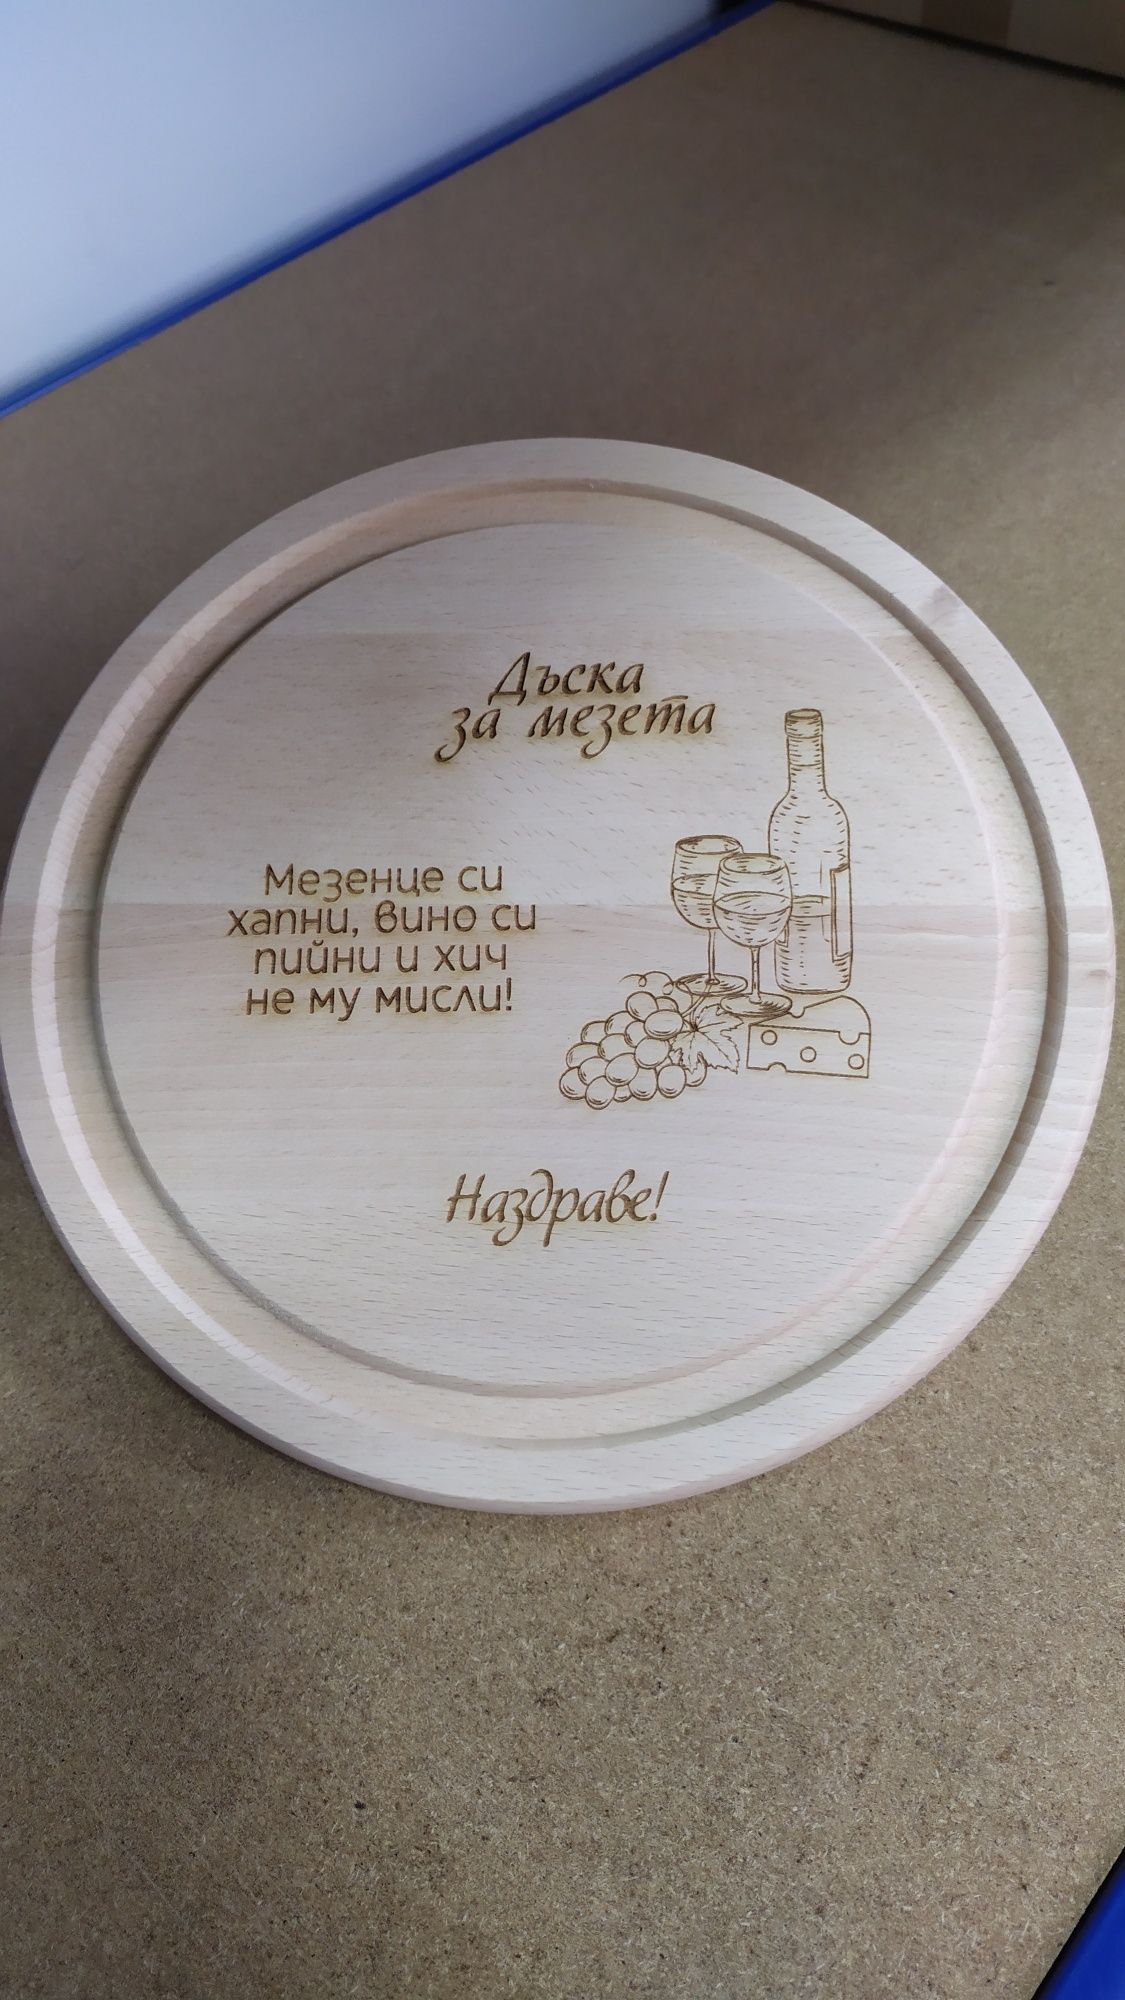 Дъска
за мезета
Мезенце си
хапни, вино си
пийни и хич
не му мисли!
Наздраве!